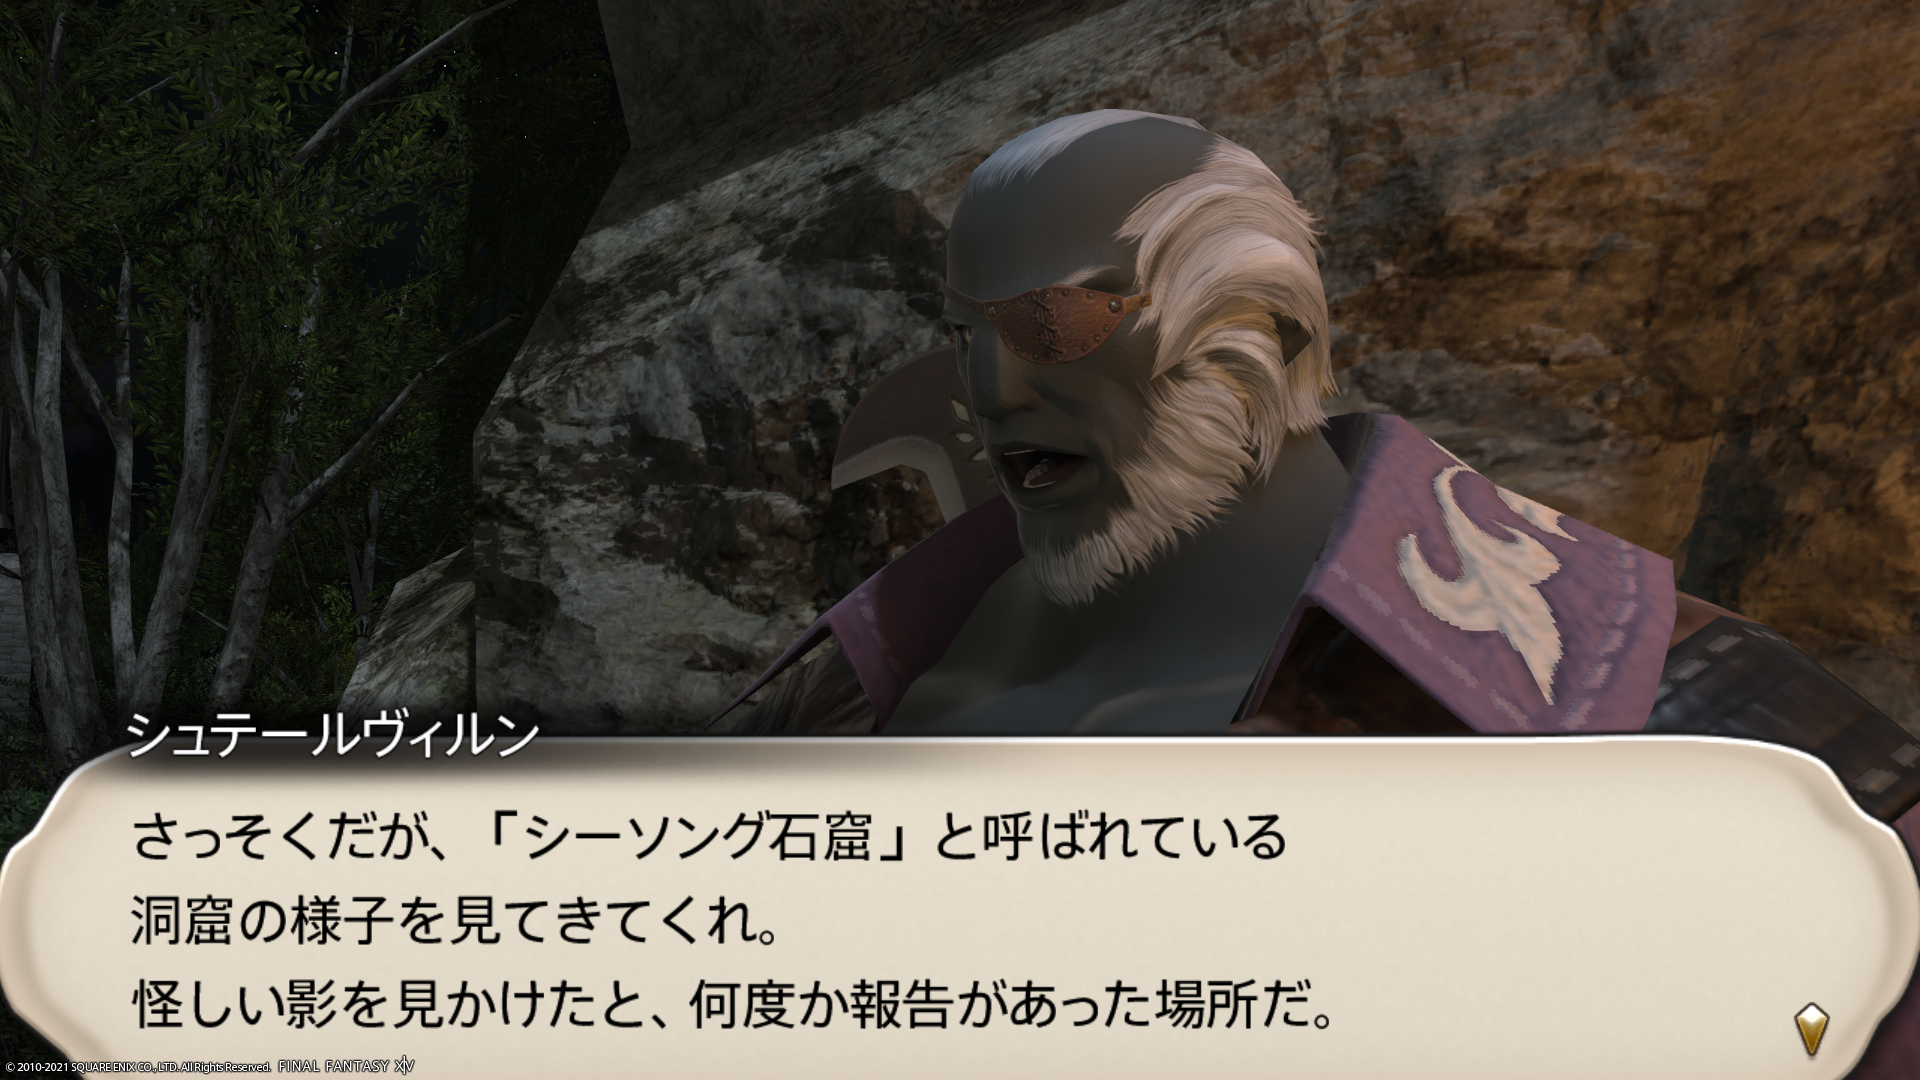 シュテールヴィルン
さっそくだが、「シーソング石窟」と呼ばれている
洞窟の様子を見てきてくれ。
怪しい影を見かけたと、何度か報告があった場所だ。
© 2010-2021 SQUARE ENIX CO., LTD. All Rights Reserved. FINAL FANTASY XIV